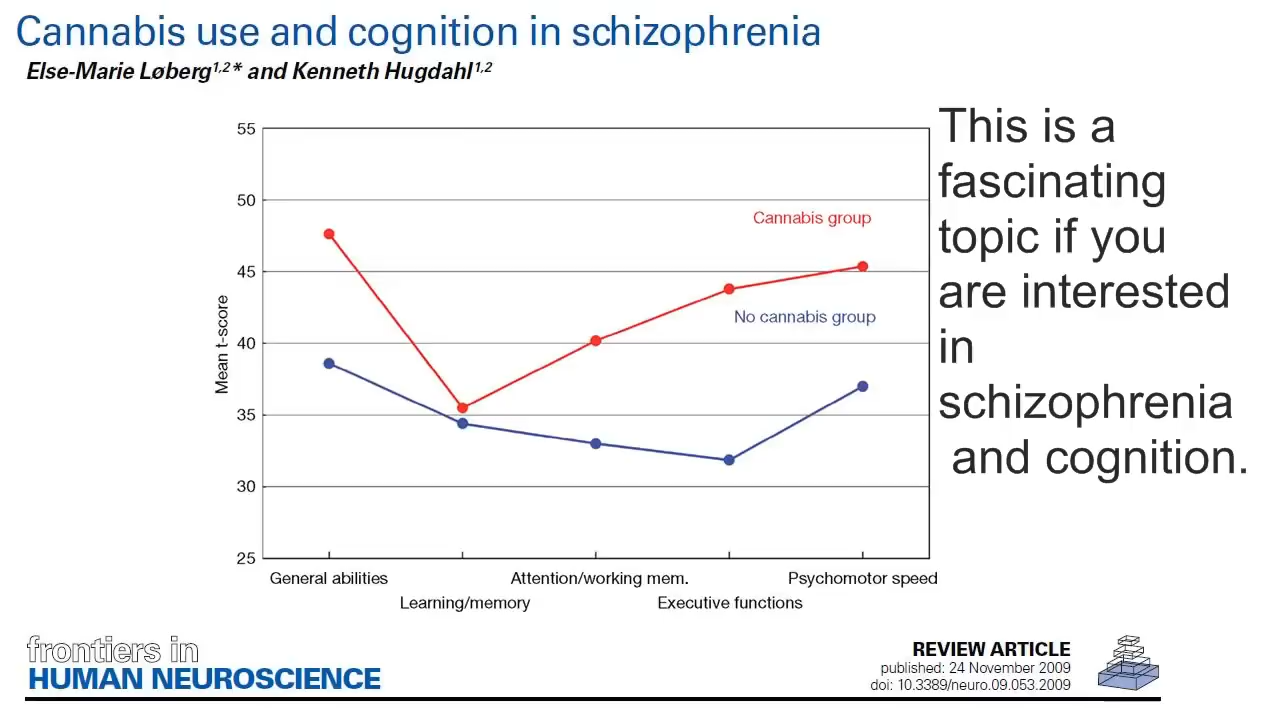 Cannabis use and cognition in schizophrenia
Else-Marie Løberg1,2* and Kenneth Hugdahl1,2
55
50
45
40
35
30
25
Mean t-score
Cannabis group
No cannabis group
General abilities
Learning/memory
Attention/working mem.
Executive functions
Psychomotor speed
This is a
fascinating
topic if you
are interested
in
schizophrenia
and cognition.
frontiers in
HUMAN NEUROSCIENCE
REVIEW ARTICLE
published: 24 November 2009
doi: 10.3389/neuro.09.053.2009